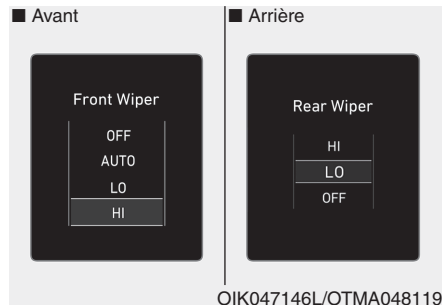 ■ Avant
Front Wiper
OFF
AUTO
LO
HI
■ Arrière
Rear Wiper
HI
LO
OFF
OIK047146L/OTMA048119